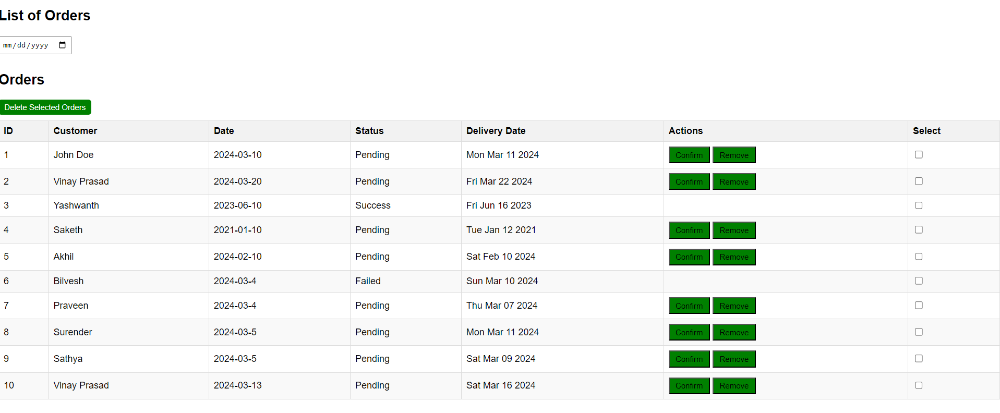 List of Orders
mm/dd/yyyy
Orders
Delete Selected Orders
ID Customer Date Status Delivery Date Actions Select
1 John Doe 2024-03-10 Pending Mon Mar 11 2024 Confirm Remove
2 Vinay Prasad 2024-03-20 Pending Fri Mar 22 2024 Confirm Remove
3 Yashwanth 2023-06-10 Success Fri Jun 16 2023
4 Saketh 2021-01-10 Pending Tue Jan 12 2021 Confirm Remove
5 Akhil 2024-02-10 Pending Sat Feb 10 2024 Confirm Remove
6 Bilvesh 2024-03-4 Failed Sun Mar 10 2024
7 Praveen 2024-03-4 Pending Thu Mar 07 2024 Confirm Remove
8 Surender 2024-03-5 Pending Mon Mar 11 2024 Confirm Remove
9 Sathya 2024-03-5 Pending Sat Mar 09 2024 Confirm Remove
10 Vinay Prasad 2024-03-13 Pending Sat Mar 16 2024 Confirm Remove